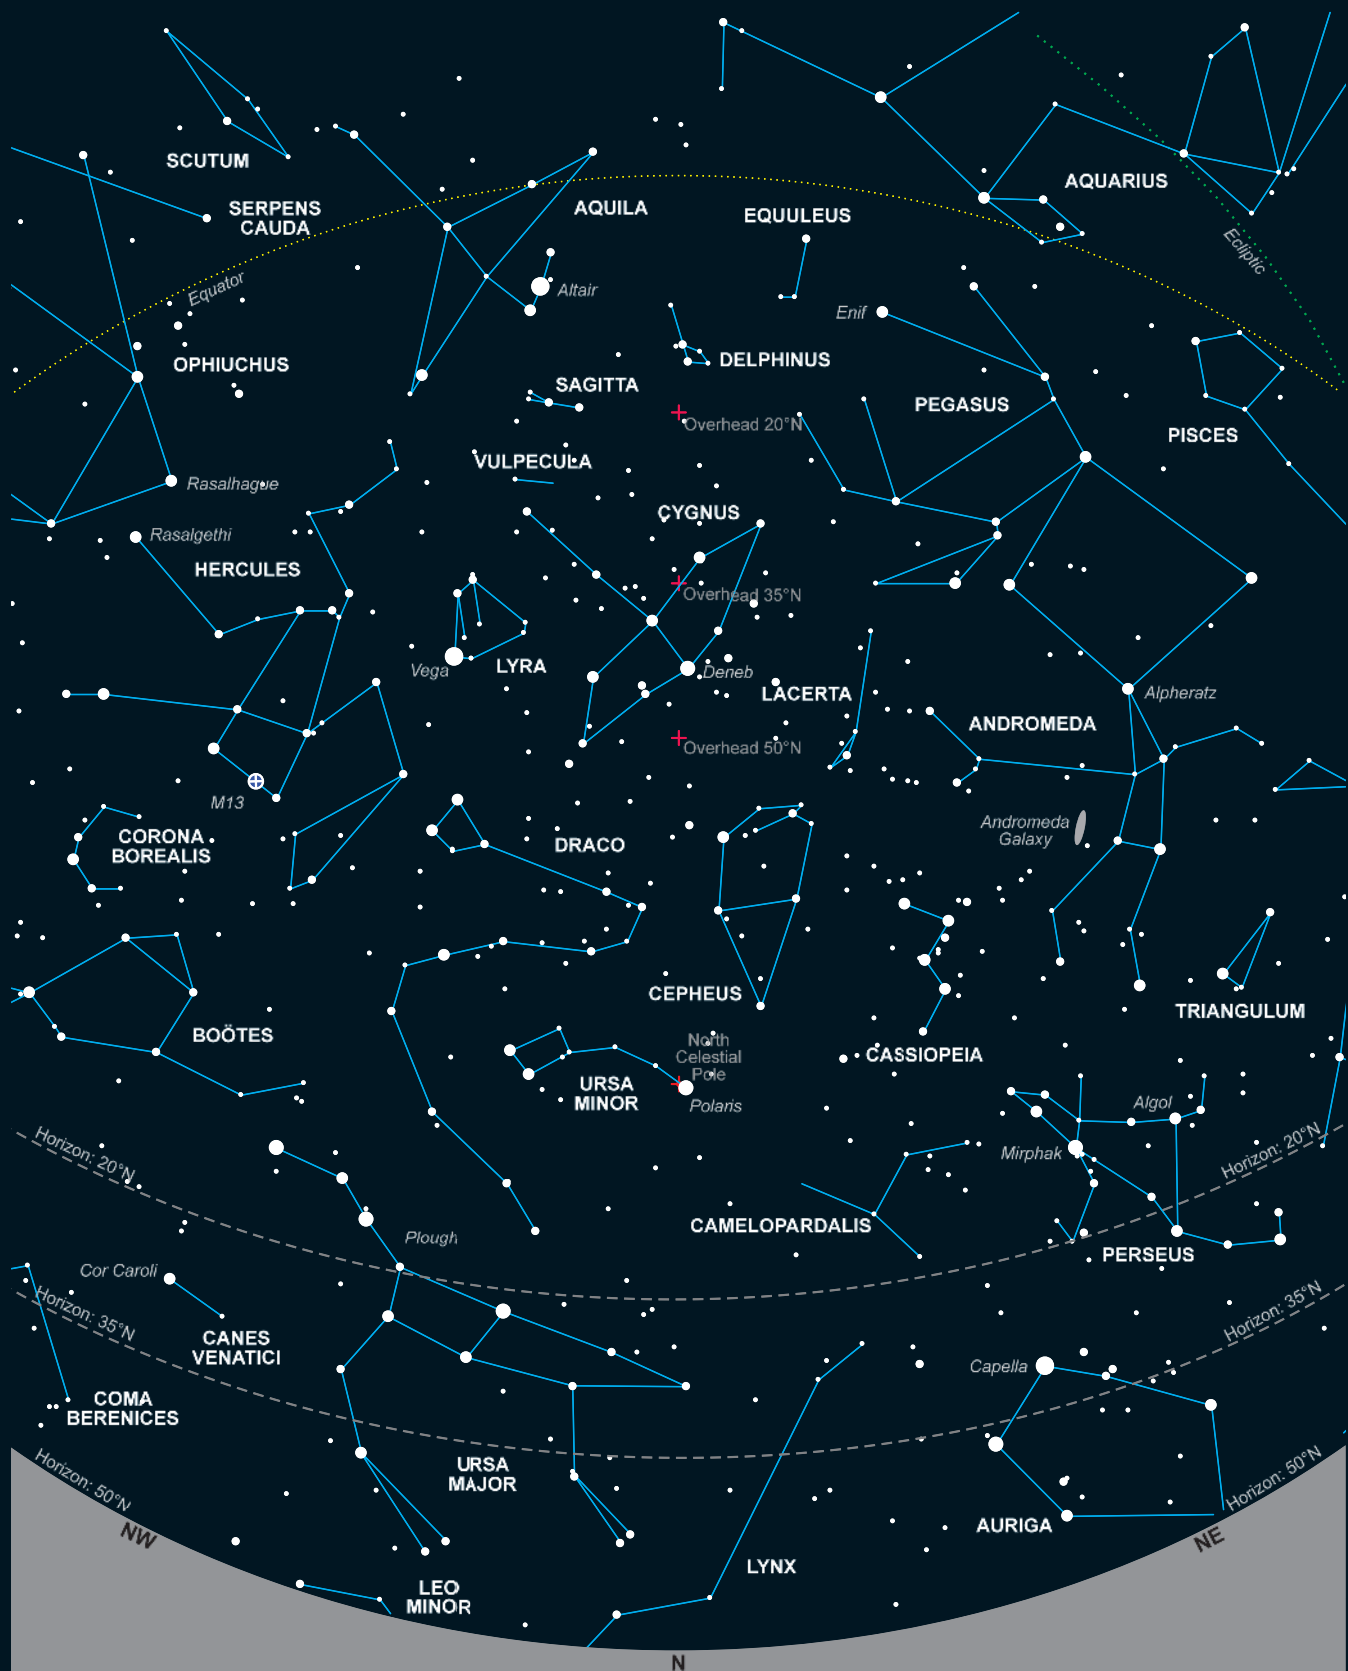 SCUTUM
AQUARIUS
SERPENS
CAUDA
AQUILA
EQUULEUS
Ecliptic
Equator
Altair
Enif
OPHIUCHUS
DELPHINUS
SAGITTA
PEGASUS
Overhead 20°N
PISCES
VULPECULA
Rasalhague
CYGNUS
Rasalgethi
HERCULES
Overhead 35°N
Vega
LYRA
Deneb
LACERTA
Alpheratz
ANDROMEDA
Overhead 50°N
M13
Andromeda
Galaxy
CORONA
BOREALIS
DRACO
CEPHEUS
TRIANGULUM
BOÖTES
North
Celestial
Pole
CASSIOPEIA
URSA
MINOR
Polaris
Algol
Horizon: 20°N
Mirphak
Horizon: 20°N
CAMELOPARDALIS
Plough
PERSEUS
Cor Caroli
Horizon: 35°N
Horizon: 35°N
CANES
VENATICI
Capella
COMA
BERENICES
URSA
MAJOR
Horizon: 50°N
Horizon: 50°N
AURIGA
NW
NE
LYNX
LEO
MINOR
N